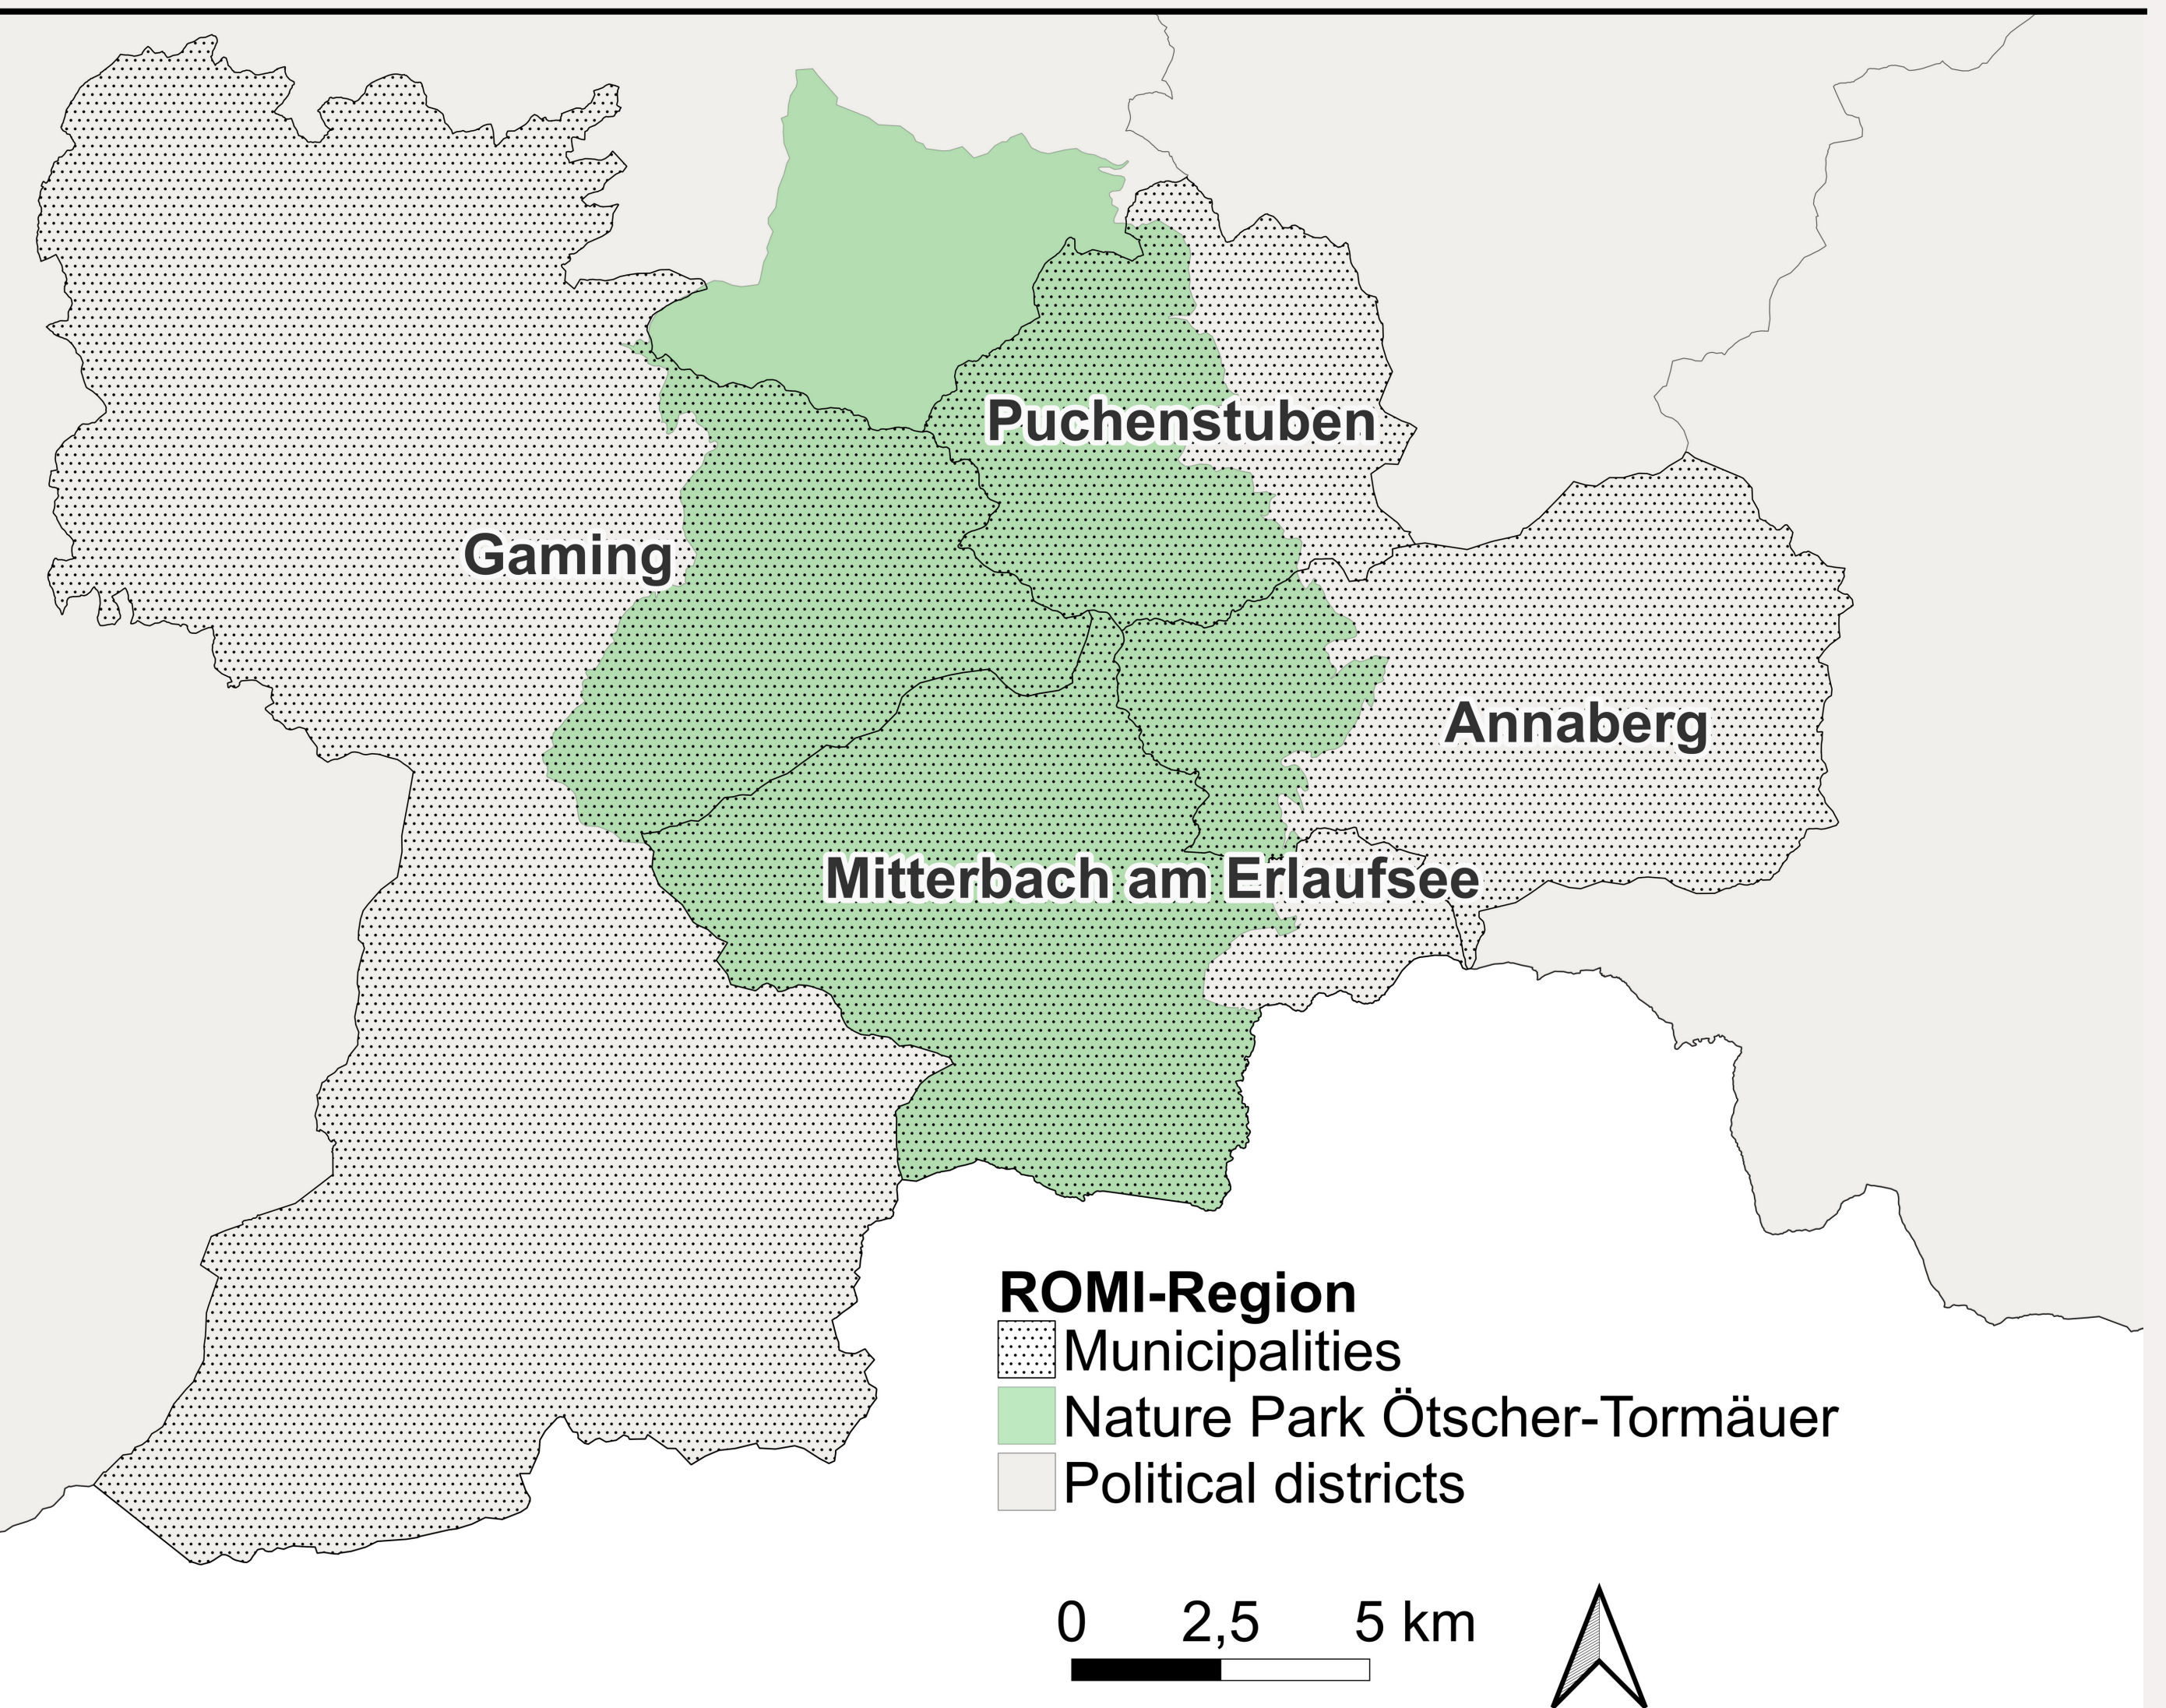 Puchenstuben
Gaming
Annaberg
Mitterbach am Erlaufsee
ROMI-Region
Municipalities
Nature Park Ötscher-Tormäuer
Political districts
0 2,5 5 km